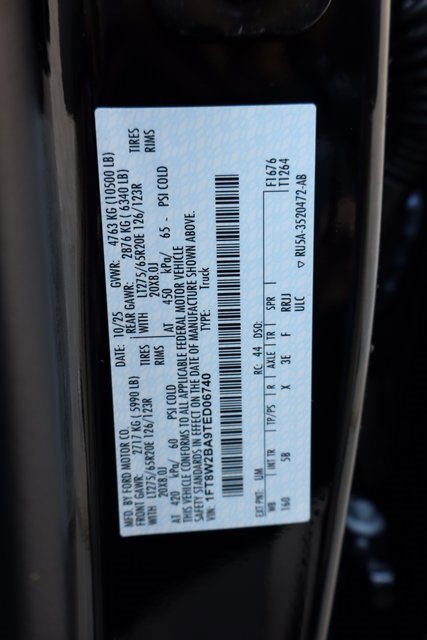 MFD. BY FORD MOTOR CO.
DATE: 10/25 GVWR: 4763 KG (10500 LB)
FRONT GAWR: 2717 KG (5990 LB) REAR GAWR: 2876 KG (6340 LB)
WITH LT275/65R20E 126/123R TIRES WITH LT275/65R20E 126/123R TIRES
20X8.0J RIMS 20X8.0J RIMS
AT 420 kPa/ 60 PSI COLD AT 450 kPa/ 65 - PSI COLD
THIS VEHICLE CONFORMS TO ALL APPLICABLE FEDERAL MOTOR VEHICLE
SAFETY STANDARDS IN EFFECT ON THE DATE OF MANUFACTURE SHOWN ABOVE.
VIN: 1FT8W2BA9TED06740 TYPE: Truck
F1676
T1264
EXT PNT: UM RC: 44 DSO:
WB INT TR TP/PS R AXLE TR SPR
160 5B X 3E F RRJJ
ULC RU5A-3520472-AB